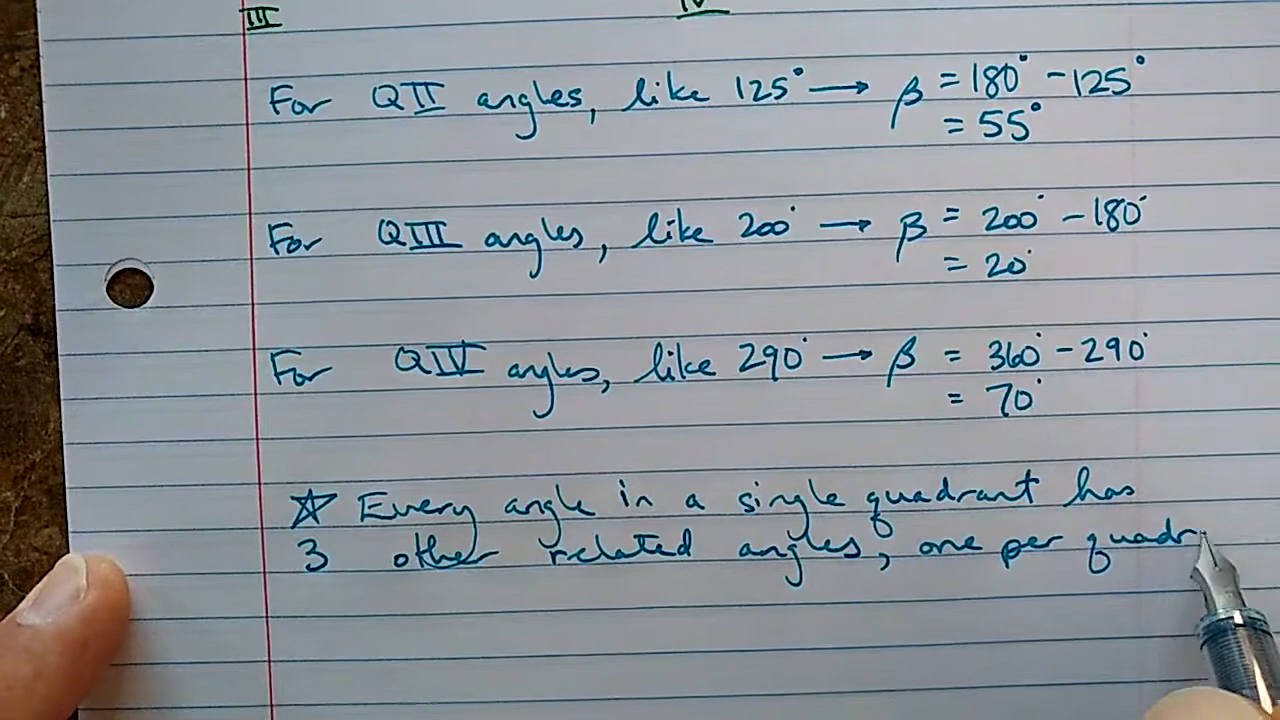 III IV
For QII angles, like 125° → β = 180° - 125°
= 55°
For QIII angles, like 200° → β = 200° - 180°
= 20°
For QIV angles, like 290° → β = 360° - 290°
= 70°
☆ Every angle in a single quadrant has
3 other related angles, one per quadr